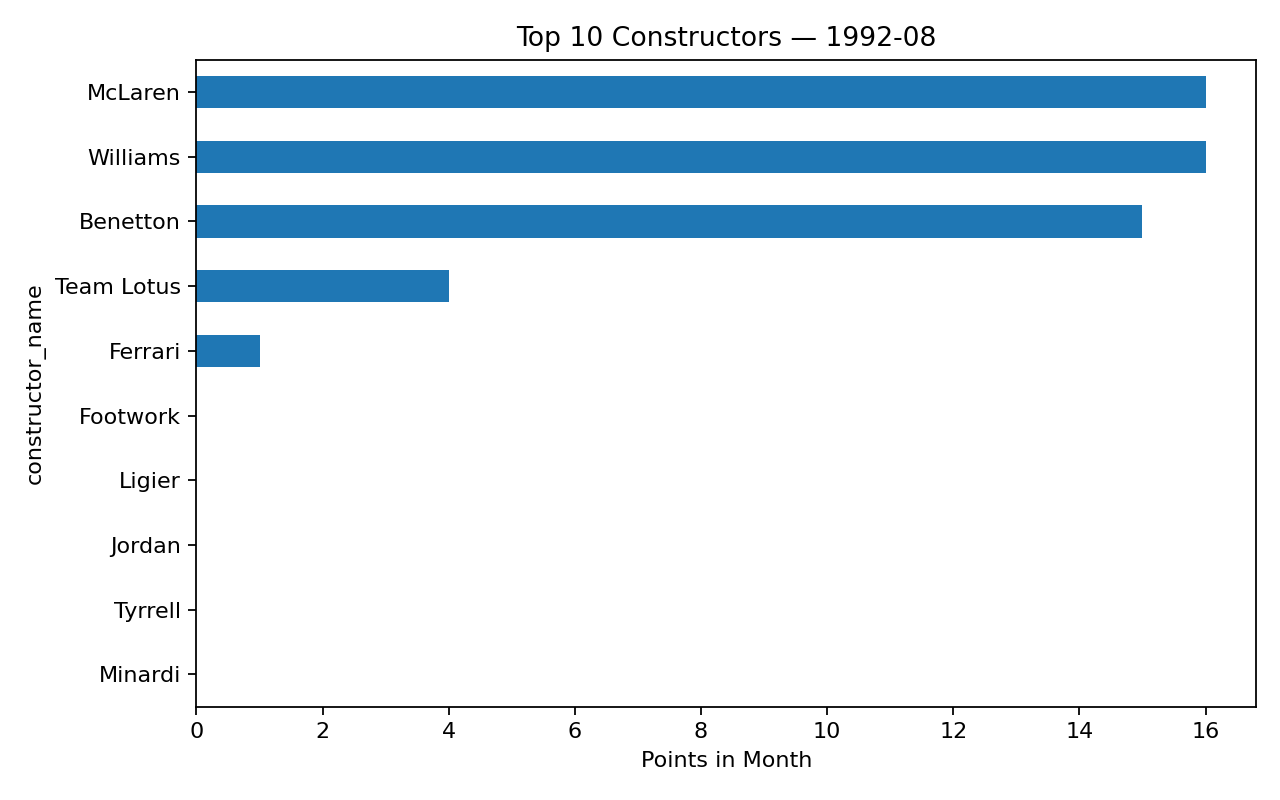 Top 10 Constructors — 1992-08
McLaren
Williams
Benetton
Team Lotus
Ferrari
Footwork
Ligier
Jordan
Tyrrell
Minardi
constructor_name
0 2 4 6 8 10 12 14 16
Points in Month